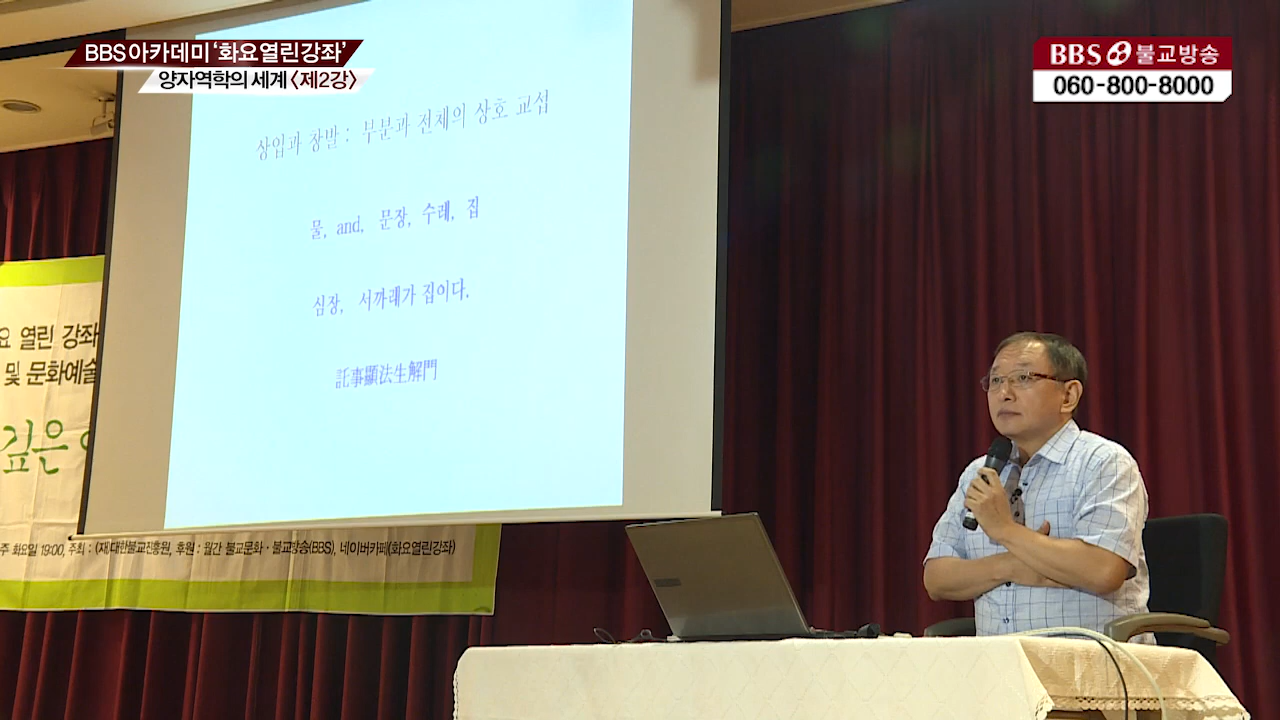 BBS 아카데미 '화요열린강좌'
양자역학의 세계 <제2강>
BBS 불교방송
060-800-8000
상입과 창발 : 부분과 전체의 상호 교섭
물, and, 문장, 수레, 집
심장, 서까래가 집이다.
託事顯法生解門
요 열린 강좌
및 문화예술
깊은
주 화요일 19:00, 주최 : (재)대한불교진흥원, 후원 : 월간 불교문화 · 불교방송(BBS), 네이버카페(화요열린강좌)